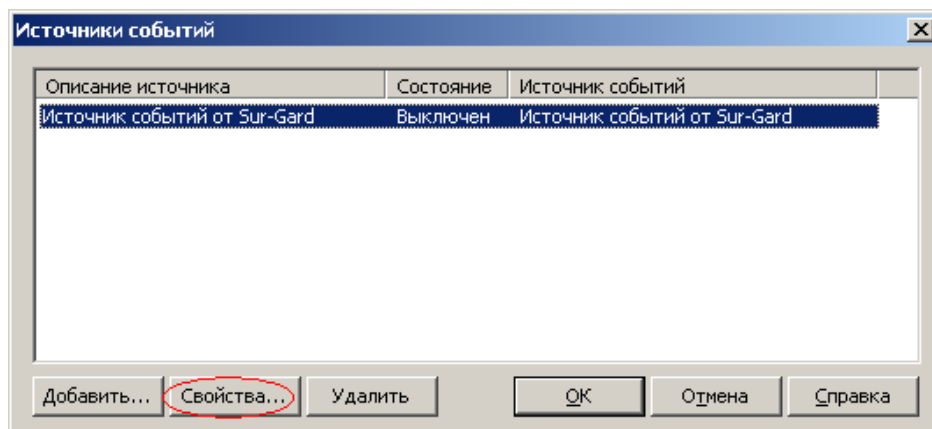 Источники событий
Описание источника Состояние Источник событий
Источник событий от Sur-Gard Выключен Источник событий от Sur-Gard
Добавить... Свойства... Удалить ОК Отмена Справка